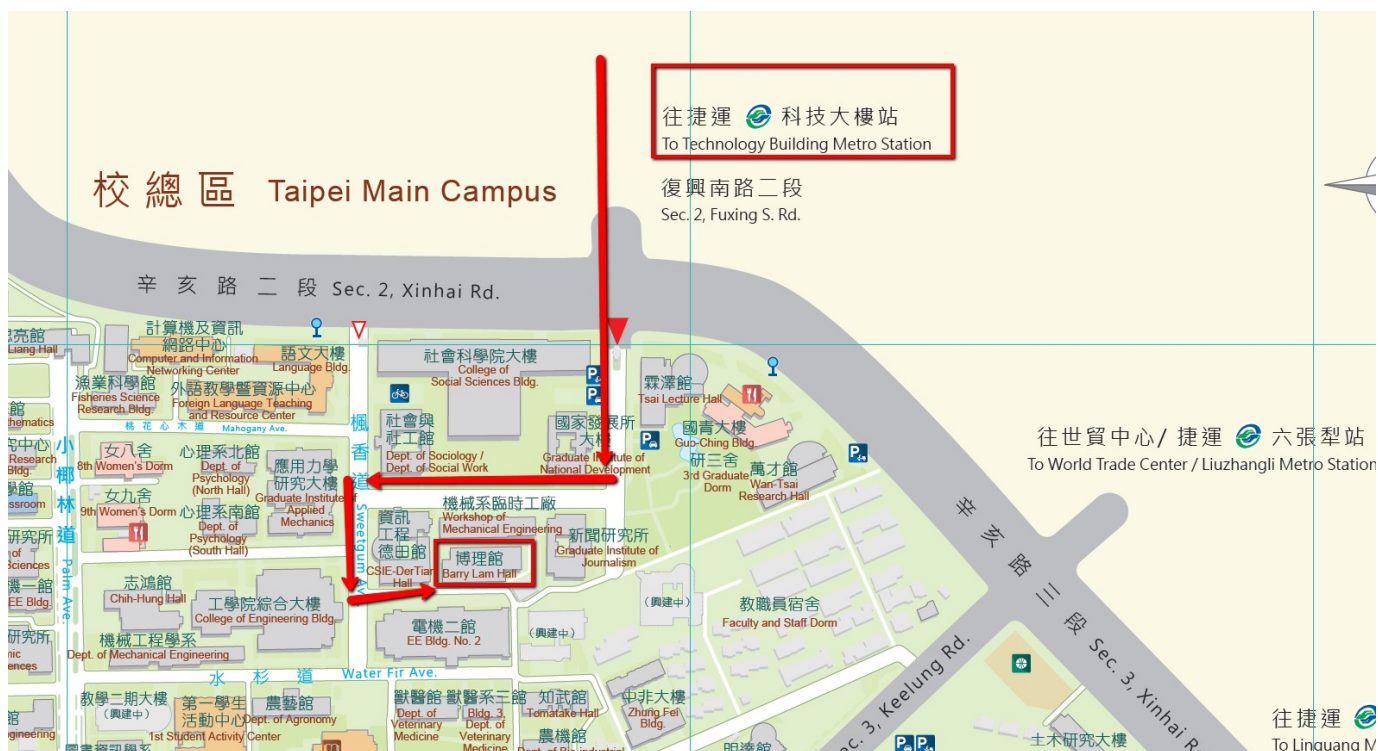 往捷運 科技大樓站
To Technology Building Metro Station
校總區 Taipei Main Campus
復興南路二段
Sec. 2, Fuxing S. Rd.
辛亥路二段 Sec. 2, Xinhai Rd.
Liang Hall
計算機及資訊
網路中心
Computer and Information
Networking Center
語文大樓
Language Bldg.
社會科學院大樓
College of
Social Sciences Bldg.
霖澤館
Tsai Lecture Hall
漁業科學館
Fisheries Science
Research Bldg.
外語教學暨資源中心
Foreign Language Teaching
and Resource Center
桃花心木道 Mahogany Ave.
楓香道 Sweetgum
社會與
社工館
Dept. of Sociology /
Dept. of Social Work
國家發展所
大樓
Graduate Institute of
National Development
國青大樓
Guo-Ching Bldg.
研三舍
3rd Graduate
Dorm
萬才館
Wan-Tsai
Research Hall
往世貿中心/ 捷運 六張犁站
To World Trade Center / Liuzhangli Metro Station
小椰林道 Palm Ave.
女八舍
8th Women's Dorm
心理系北館
Dept. of
Psychology
(North Hall)
應用力學
研究大樓
Graduate Institute of
Applied
Mechanics
女九舍
9th Women's Dorm
心理系南館
Dept. of
Psychology
(South Hall)
機械系臨時工廠
Workshop of
Mechanical Engineering
資訊
工程
德田館
CSIE-DerTian
Hall
博理館
Barry Lam Hall
新聞研究所
Graduate Institute of
Journalism
志鴻館
Chih-Hung Hall
工學院綜合大樓
College of Engineering Bldg.
電機二館
EE Bldg. No. 2
(興建中)
(興建中)
教職員宿舍
Faculty and Staff Dorm
EE Bldg.
機械工程學系
Dept. of Mechanical Engineering
水杉道 Water Fir Ave.
辛亥路三段 Sec. 3, Xinhai R
ec. 3, Keelung Rd.
教學二期大樓
(興建中)
第一學生
活動中心
1st Student Activity Center
農藝館
Dept. of Agronomy
獸醫館
Dept. of
Veterinary
Medicine
獸醫系三館
Bldg. 3,
Dept. of
Veterinary
Medicine
知武館
Tomatake Hall
農機館
中非大樓
Zhung Fei
Bldg.
明達館
土木研究大樓
往捷運
To Linguang M